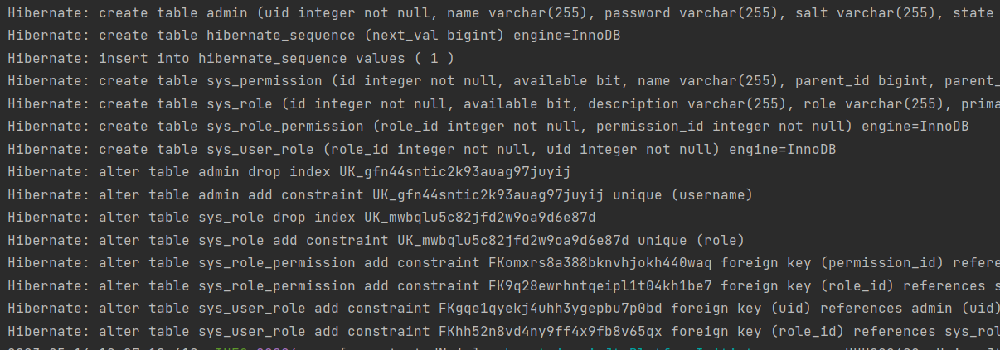 Hibernate: create table admin (uid integer not null, name varchar(255), password varchar(255), salt varchar(255), state
Hibernate: create table hibernate_sequence (next_val bigint) engine=InnoDB
Hibernate: insert into hibernate_sequence values ( 1 )
Hibernate: create table sys_permission (id integer not null, available bit, name varchar(255), parent_id bigint, parent_
Hibernate: create table sys_role (id integer not null, available bit, description varchar(255), role varchar(255), prima
Hibernate: create table sys_role_permission (role_id integer not null, permission_id integer not null) engine=InnoDB
Hibernate: create table sys_user_role (role_id integer not null, uid integer not null) engine=InnoDB
Hibernate: alter table admin drop index UK_gfn44sntic2k93auag97juyij
Hibernate: alter table admin add constraint UK_gfn44sntic2k93auag97juyij unique (username)
Hibernate: alter table sys_role drop index UK_mwbqlu5c82jfd2w9oa9d6e87d
Hibernate: alter table sys_role add constraint UK_mwbqlu5c82jfd2w9oa9d6e87d unique (role)
Hibernate: alter table sys_role_permission add constraint FKomxrs8a388bknvhjokh440waq foreign key (permission_id) refere
Hibernate: alter table sys_role_permission add constraint FK9q28ewrhntqeipl1t04kh1be7 foreign key (role_id) references s
Hibernate: alter table sys_user_role add constraint FKgqe1qyekj4uhh3ygepbu7p0bd foreign key (uid) references admin (uid)
Hibernate: alter table sys_user_role add constraint FKhh52n8vd4ny9ff4x9fb8v65qx foreign key (role_id) references sys_rol